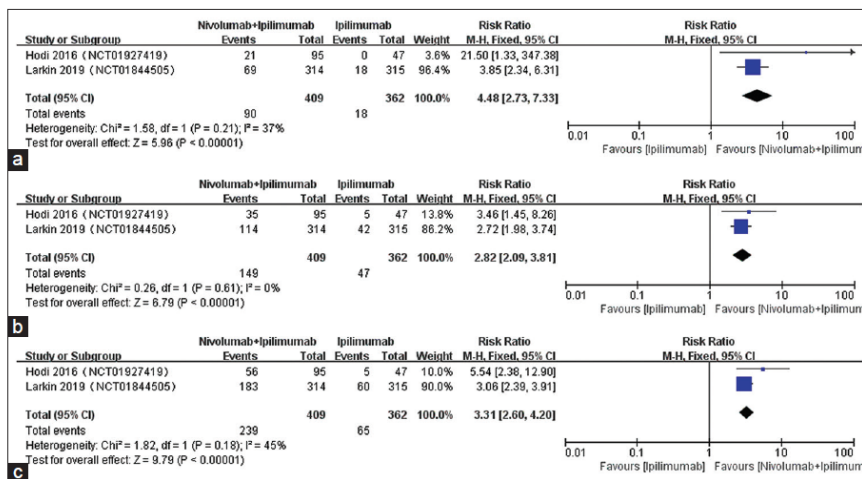 Nivolumab+Ipilimumab Ipilimumab Risk Ratio Risk Ratio
Study or Subgroup Events Total Events Total Weight M-H, Fixed, 95% CI M-H, Fixed, 95% CI
Hodi 2016 (NCT01927419) 21 95 0 47 3.6% 21.50 [1.33, 347.38]
Larkin 2019 (NCT01844505) 69 314 18 315 96.4% 3.85 [2.34, 6.31]
Total (95% CI) 409 362 100.0% 4.48 [2.73, 7.33]
Total events 90 18
Heterogeneity: Chi² = 1.58, df = 1 (P = 0.21); I² = 37%
Test for overall effect: Z = 5.96 (P < 0.00001)
0.01 0.1 1 10 100
Favours [Ipilimumab] Favours [Nivolumab+Ipilimum
a
Nivolumab+Ipilimumab Ipilimumab Risk Ratio Risk Ratio
Study or Subgroup Events Total Events Total Weight M-H, Fixed, 95% CI M-H, Fixed, 95% CI
Hodi 2016 (NCT01927419) 35 95 5 47 13.8% 3.46 [1.45, 8.26]
Larkin 2019 (NCT01844505) 114 314 42 315 86.2% 2.72 [1.98, 3.74]
Total (95% CI) 409 362 100.0% 2.82 [2.09, 3.81]
Total events 149 47
Heterogeneity: Chi² = 0.26, df = 1 (P = 0.61); I² = 0%
Test for overall effect: Z = 6.79 (P < 0.00001)
0.01 0.1 1 10 100
Favours [Ipilimumab] Favours [Nivolumab+Ipilimum
b
Nivolumab+Ipilimumab Ipilimumab Risk Ratio Risk Ratio
Study or Subgroup Events Total Events Total Weight M-H, Fixed, 95% CI M-H, Fixed, 95% CI
Hodi 2016 (NCT01927419) 56 95 5 47 10.0% 5.54 [2.38, 12.90]
Larkin 2019 (NCT01844505) 183 314 60 315 90.0% 3.06 [2.39, 3.91]
Total (95% CI) 409 362 100.0% 3.31 [2.60, 4.20]
Total events 239 65
Heterogeneity: Chi² = 1.82, df = 1 (P = 0.18); I² = 45%
Test for overall effect: Z = 9.79 (P < 0.00001)
0.01 0.1 1 10 100
Favours [Ipilimumab] Favours [Nivolumab+Ipilimum
c